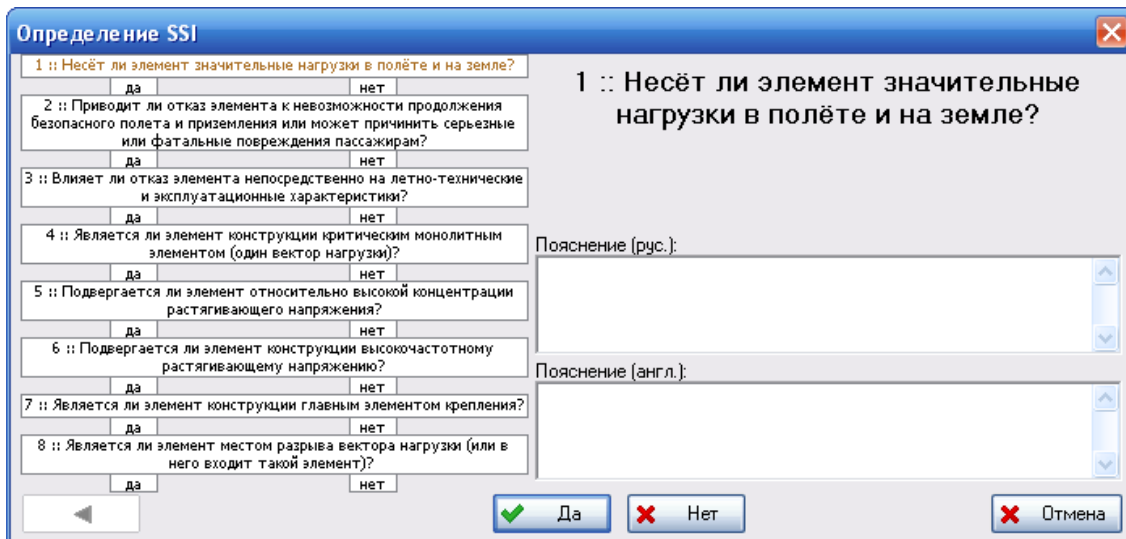 Определение SSI
1 :: Несёт ли элемент значительные нагрузки в полёте и на земле?
да нет
2 :: Приводит ли отказ элемента к невозможности продолжения
безопасного полета и приземления или может причинить серьезные
или фатальные повреждения пассажирам?
да нет
3 :: Влияет ли отказ элемента непосредственно на летно-технические
и эксплуатационные характеристики?
да нет
4 :: Является ли элемент конструкции критическим монолитным
элементом (один вектор нагрузки)?
да нет
5 :: Подвергается ли элемент относительно высокой концентрации
растягивающего напряжения?
да нет
6 :: Подвергается ли элемент конструкции высокочастотному
растягивающему напряжению?
да нет
7 :: Является ли элемент конструкции главным элементом крепления?
да нет
8 :: Является ли элемент местом разрыва вектора нагрузки (или в
него входит такой элемент)?
да нет
1 :: Несёт ли элемент значительные
нагрузки в полёте и на земле?
Пояснение (рус.):
Пояснение (англ.):
Да Нет Отмена